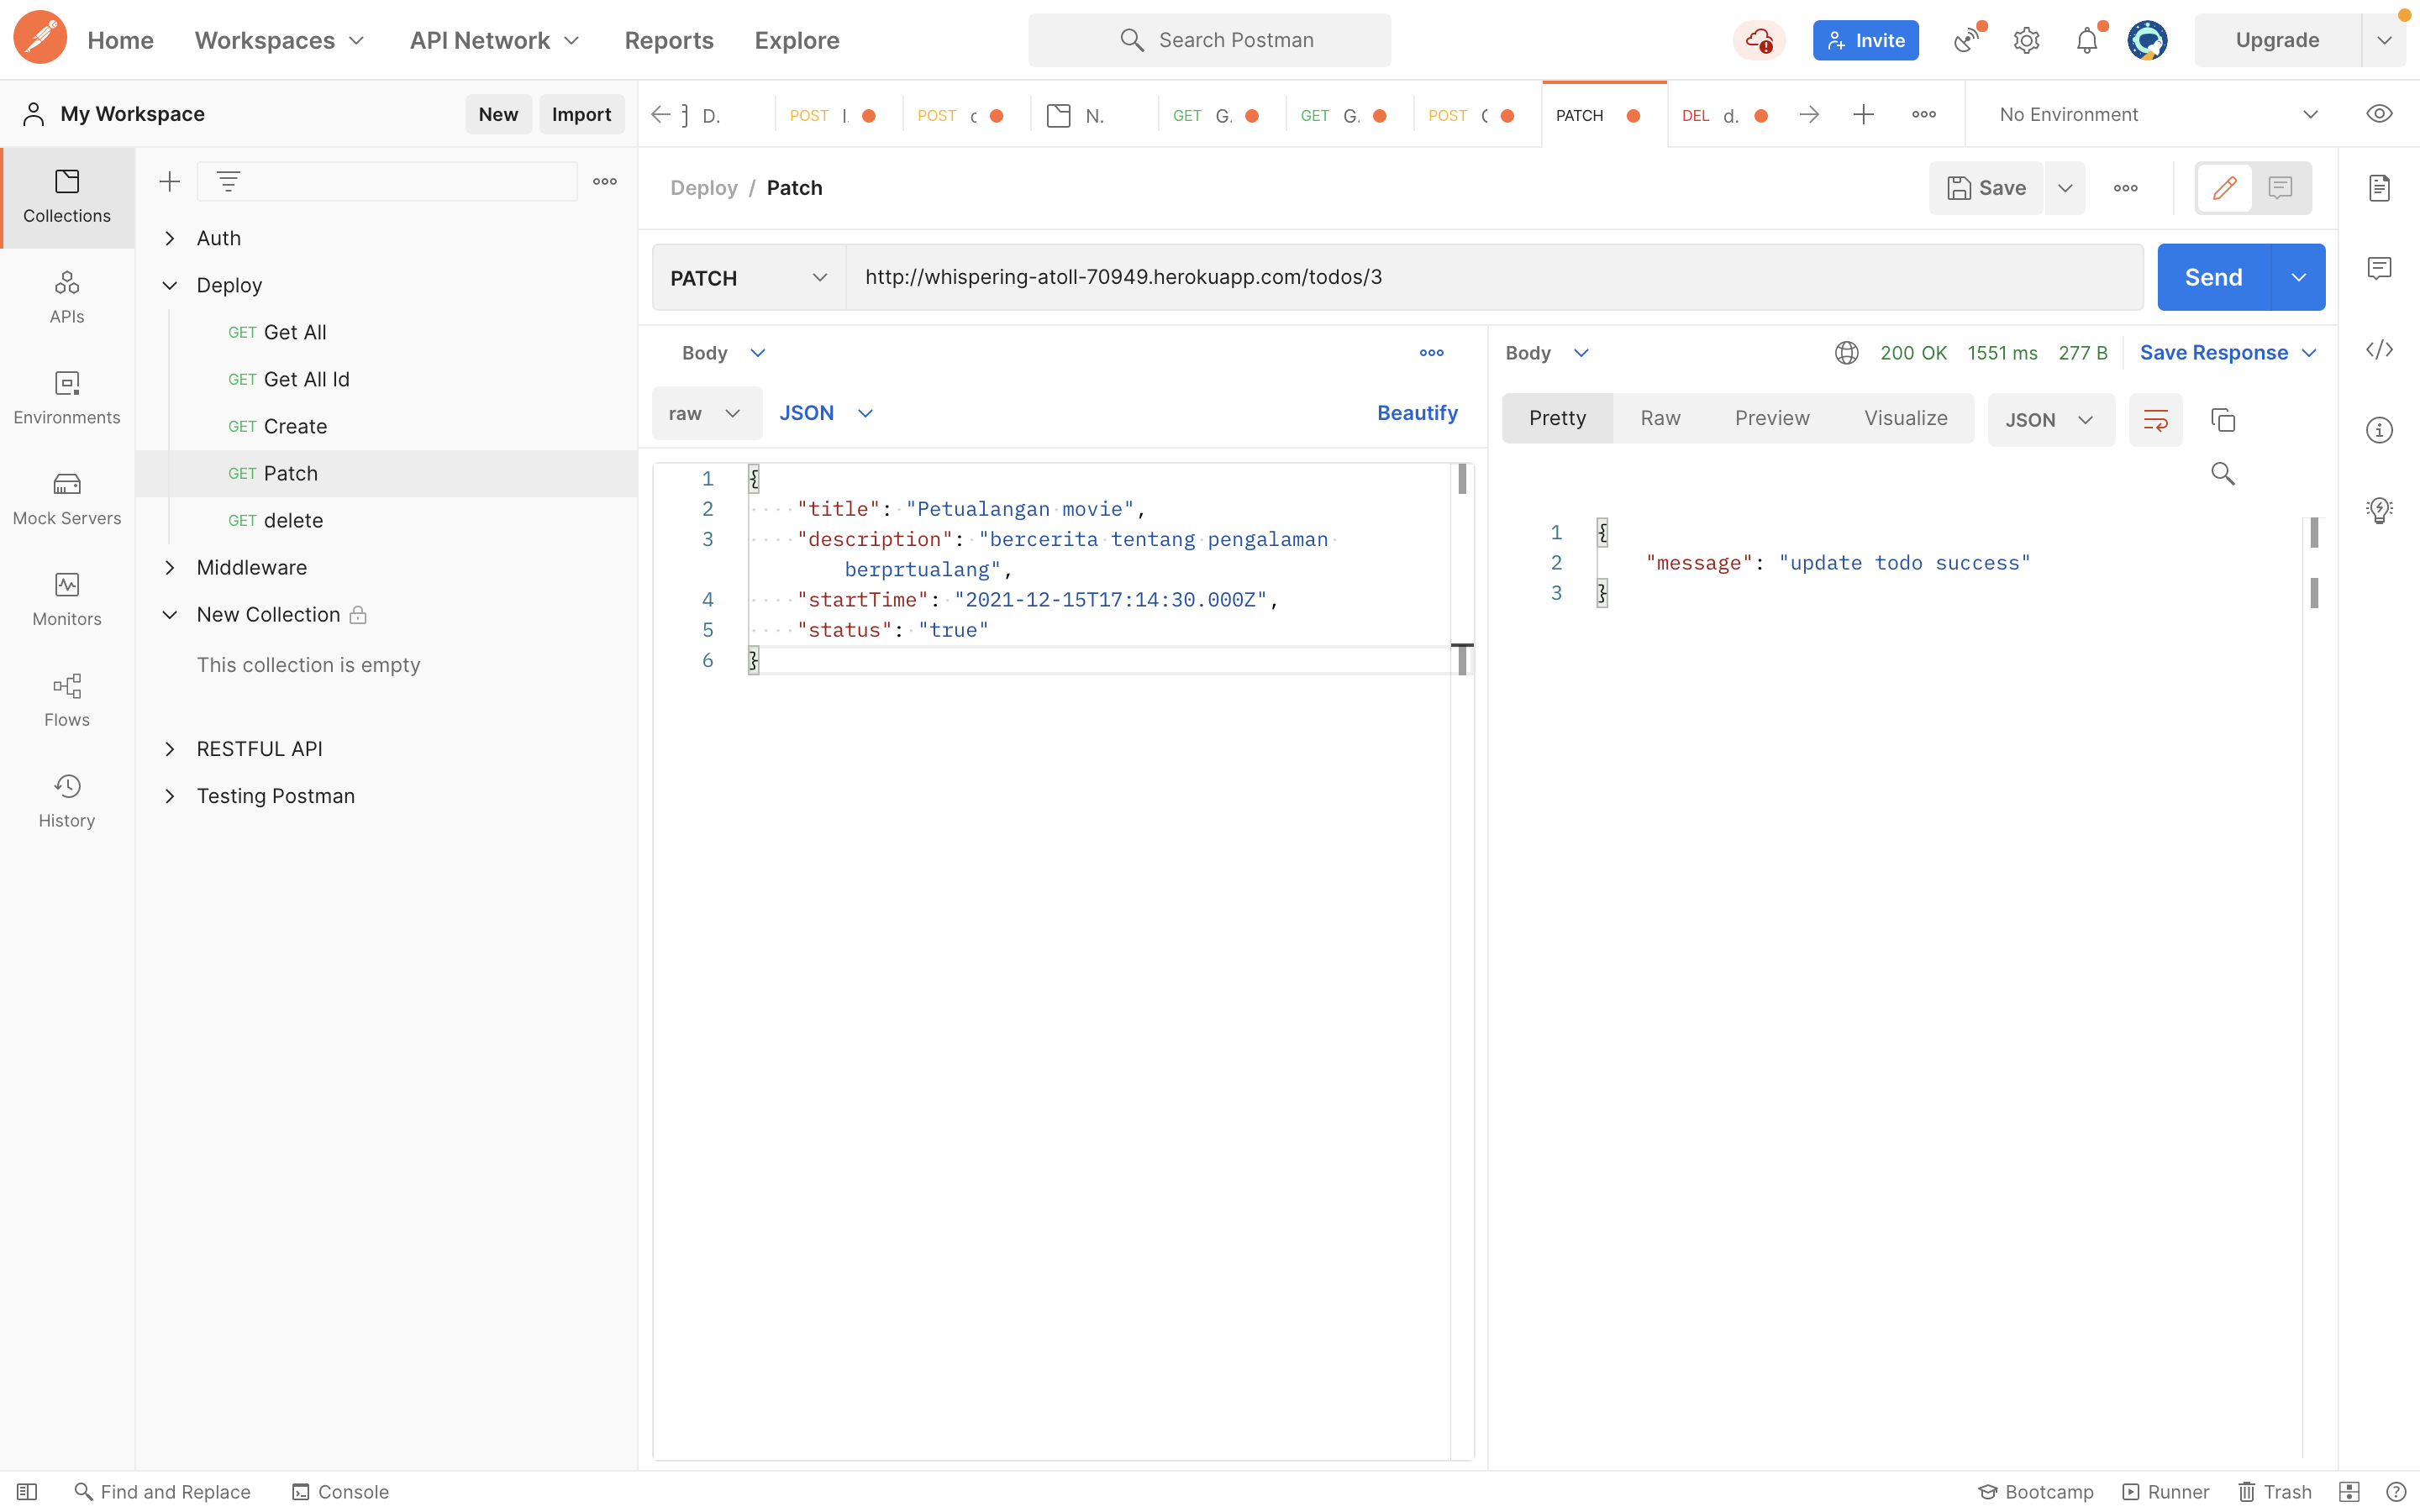 Home Workspaces API Network Reports Explore Search Postman Invite Upgrade
My Workspace New Import
D. POST POST N. GET G. GET G. POST PATCH DEL d. No Environment
Collections
APIs
Environments
Mock Servers
Monitors
Flows
History
Auth
Deploy
GET Get All
GET Get All Id
GET Create
GET Patch
GET delete
Middleware
New Collection
This collection is empty
RESTFUL API
Testing Postman
Deploy / Patch Save
PATCH http://whispering-atoll-70949.herokuapp.com/todos/3 Send
Body
raw JSON Beautify
1 {
2 "title": "Petualangan movie",
3 "description": "bercerita tentang pengalaman
berprtualang",
4 "startTime": "2021-12-15T17:14:30.000Z",
5 "status": "true"
6 }
Body 200 OK 1551 ms 277 B Save Response
Pretty Raw Preview Visualize JSON
1 {
2 "message": "update todo success"
3 }
Find and Replace Console Bootcamp Runner Trash